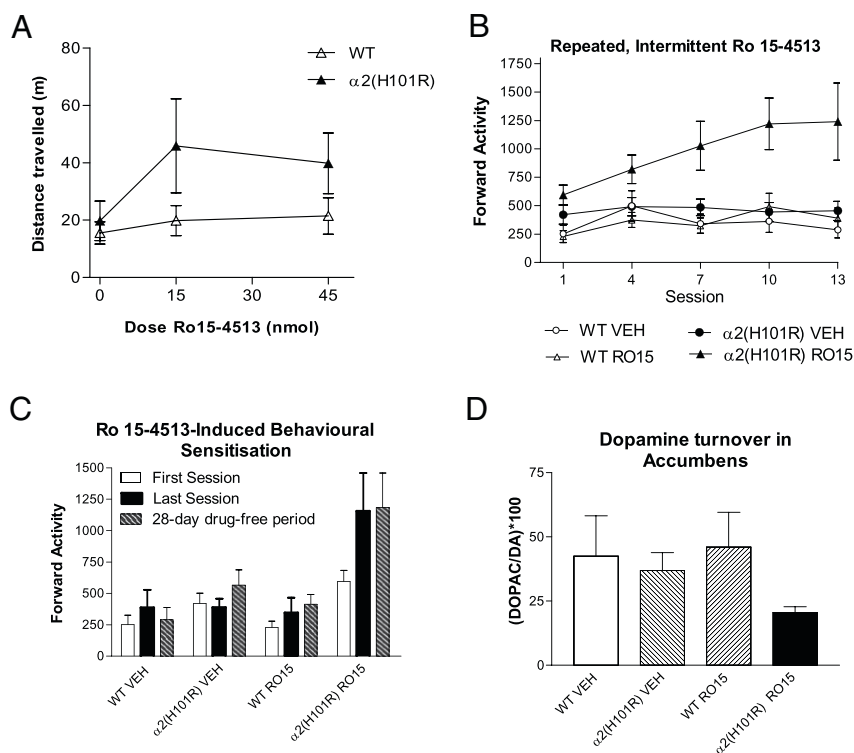 A
80
60
40
20
0
Distance travelled (m)
0 15 30 45
Dose Ro15-4513 (nmol)
WT
α2(H101R)
B
Repeated, Intermittent Ro 15-4513
1750
1500
1250
1000
750
500
250
0
Forward Activity
1 4 7 10 13
Session
WT VEH
α2(H101R) VEH
WT RO15
α2(H101R) RO15
C
Ro 15-4513-Induced Behavioural
Sensitisation
1500
1250
1000
750
500
250
0
Forward Activity
First Session
Last Session
28-day drug-free period
WT VEH
α2(H101R) VEH
WT RO15
α2(H101R) RO15
D
Dopamine turnover in
Accumbens
75
50
25
0
(DOPAC/DA)*100
WT VEH
α2(H101R) VEH
WT RO15
α2(H101R) RO15